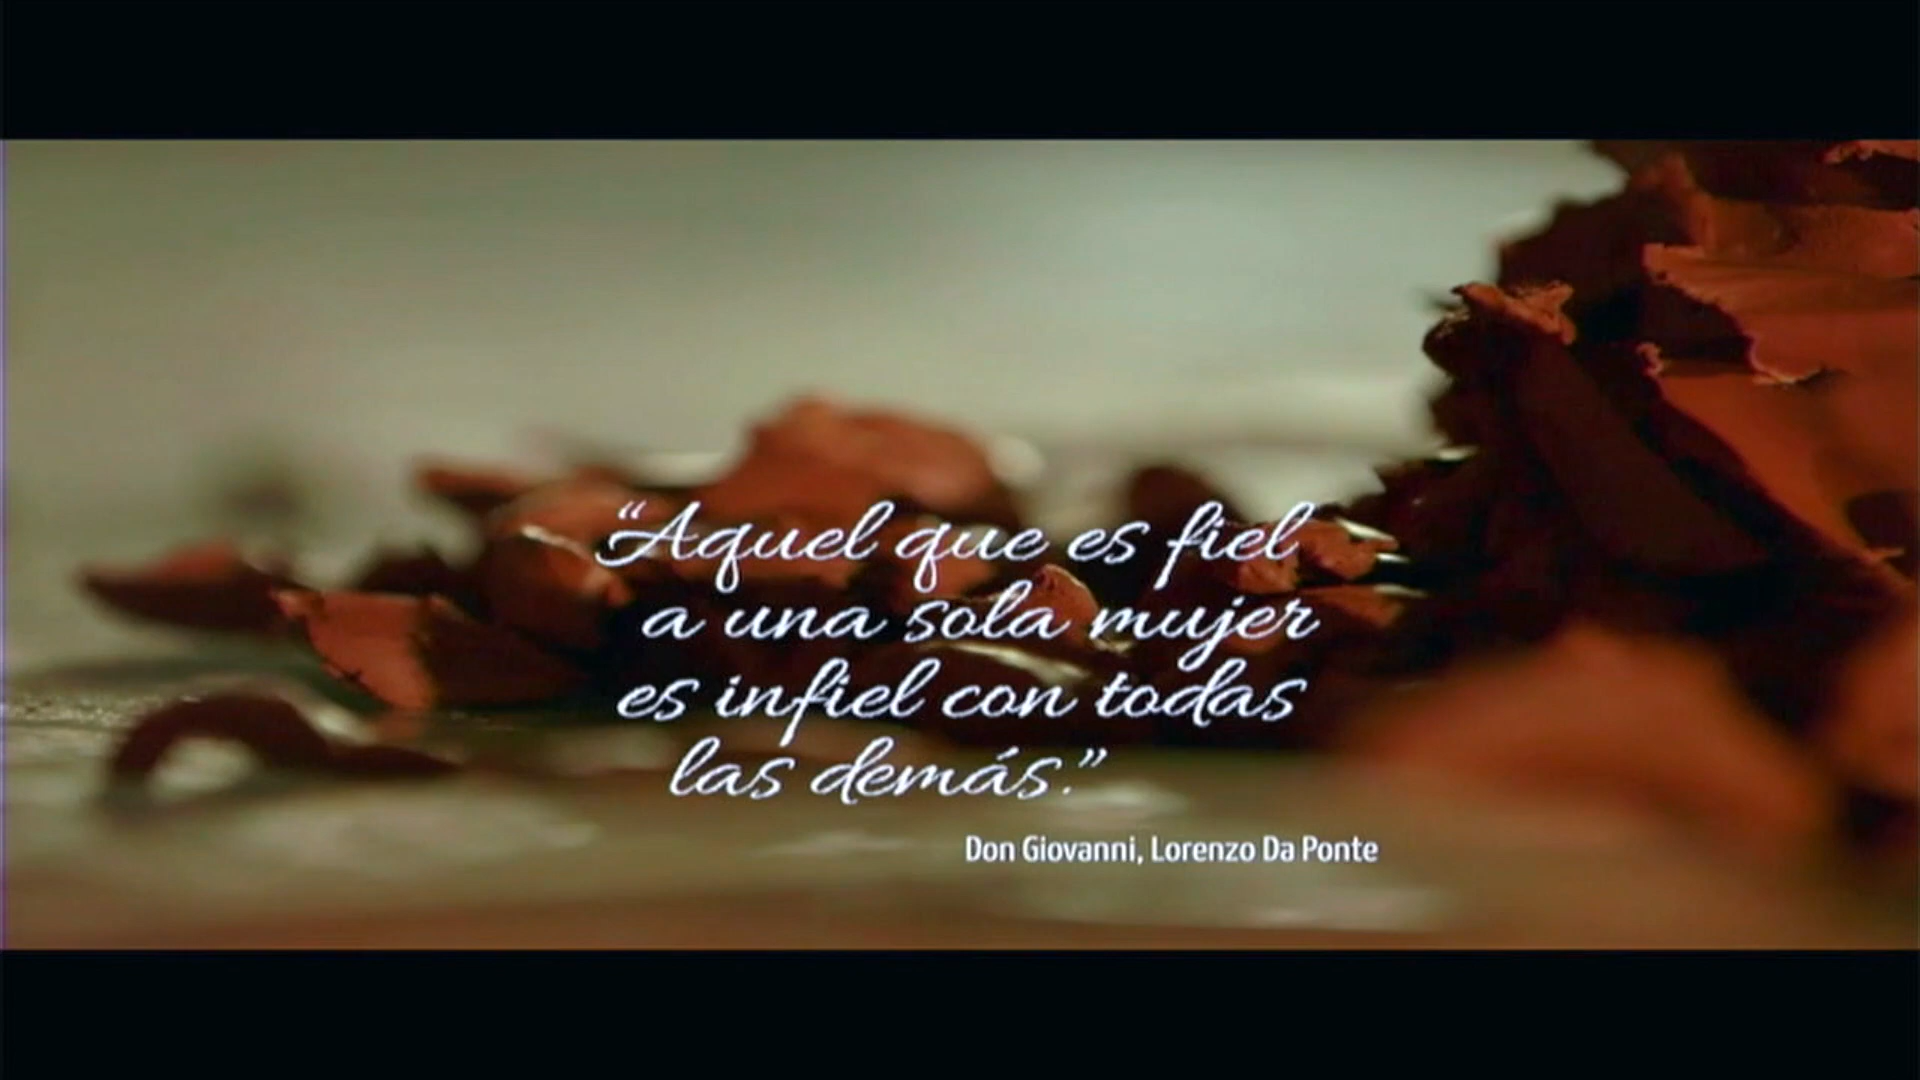 “Aquel que es fiel
a una sola mujer
es infiel con todas
las demás.”
Don Giovanni, Lorenzo Da Ponte